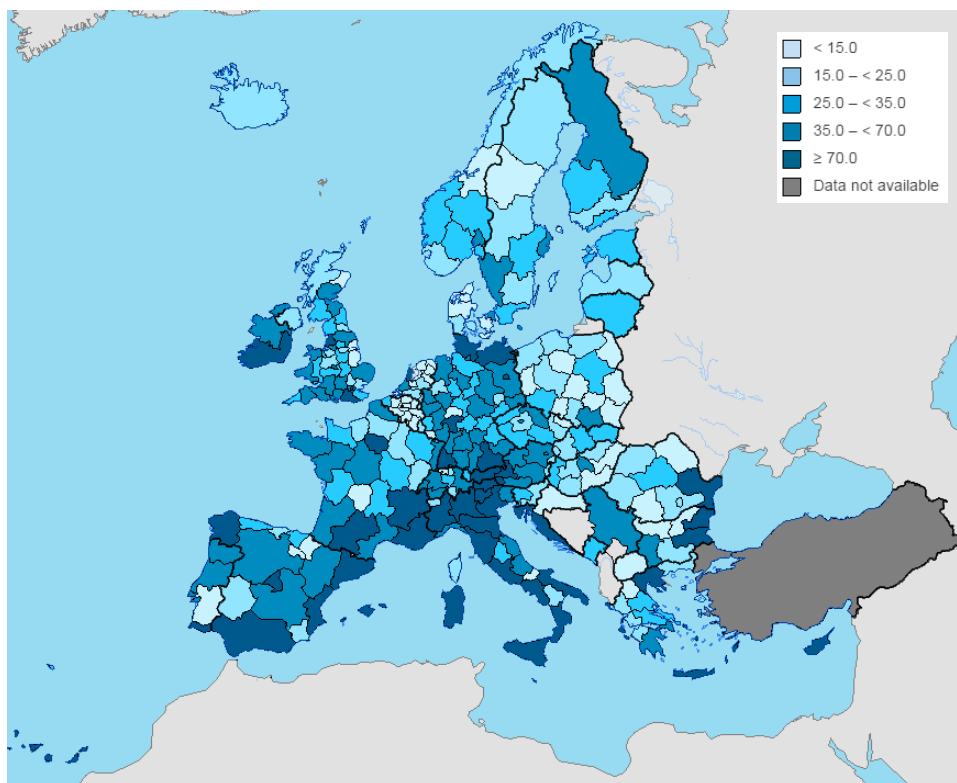 < 15.0
15.0 – < 25.0
25.0 – < 35.0
35.0 – < 70.0
≥ 70.0
Data not available